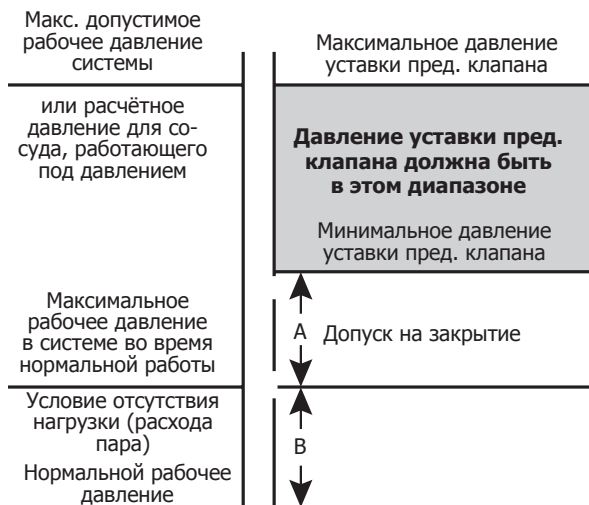 Макс. допустимое
рабочее давление
системы
Максимальное давление
уставки пред. клапана
или расчётное
давление для со-
суда, работающего
под давлением
Давление уставки пред.
клапана должна быть
в этом диапазоне
Минимальное давление
уставки пред. клапана
Максимальное
рабочее давление
в системе во время
нормальной работы
A
Допуск на закрытие
Условие отсутствия
нагрузки (расхода
пара)
B
Нормальной рабочее
давление